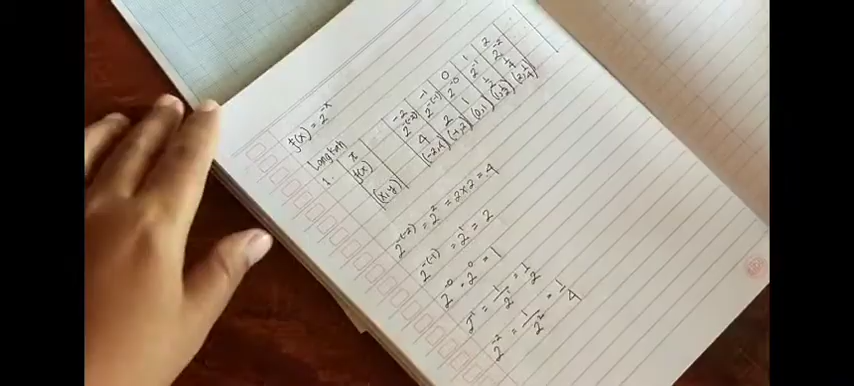 f(x) = 2^-x
Langkah
1. x -2 -1 0 1 2
f(x) 2^-(-2) 2^-(-1) 2^-0 2^-1 2^-2
4 2 1 1/2 1/4
(x,y) (-2,4) (-1,2) (0,1) (1,1/2) (2,1/4)
2^-(-2) = 2^2 = 2×2 = 4
2^-(-1) = 2^1 = 2
2^-0 = 2^0 = 1
2^-1 = 1/2^1 = 1/2
2^-2 = 1/2^2 = 1/4